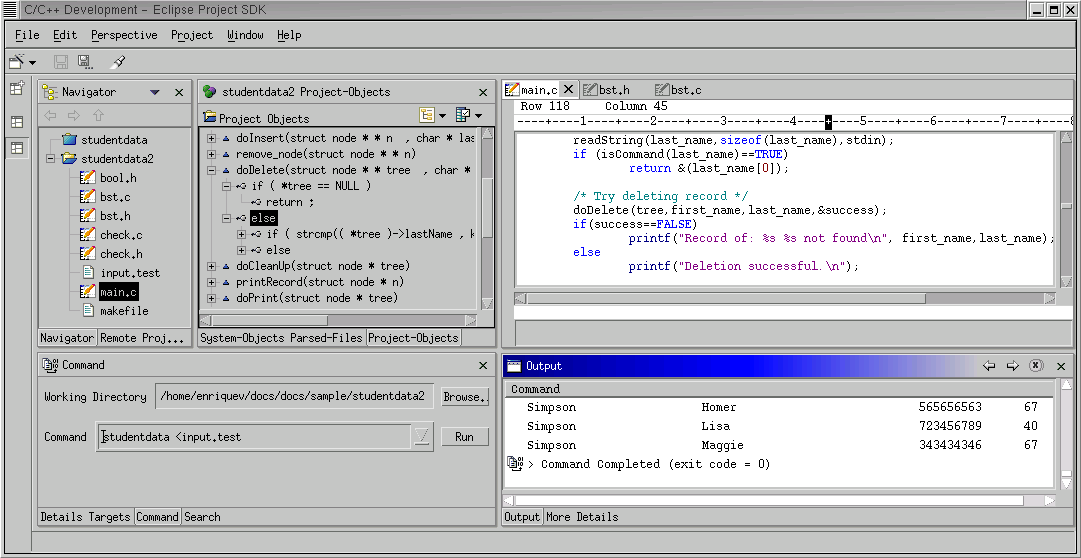 C/C++ Development - Eclipse Project SDK
File Edit Perspective Project Window Help
Navigator
studentdata
studentdata2
bool.h
bst.c
bst.h
check.c
check.h
input.test
main.c
makefile
Navigator Remote Proj...
studentdata2 Project-Objects
Project Objects
doInsert(struct node * * n , char * las
remove_node(struct node * * n)
doDelete(struct node * * tree , char *
if ( *tree == NULL )
return ;
else
if ( strcmp(( *tree )->lastName , k
else
doCleanUp(struct node * tree)
printRecord(struct node * n)
doPrint(struct node * tree)
System-Objects Parsed-Files Project-Objects
main.c bst.h bst.c
Row 118 Column 45
----+----1----+----2----+----3----+----4----+----5----+----6----+----7----+----8
readString(last_name,sizeof(last_name),stdin);
if (isCommand(last_name)==TRUE)
return &(last_name[0]);
/* Try deleting record */
doDelete(tree,first_name,last_name,&success);
if(success==FALSE)
printf("Record of: %s %s not found\n", first_name,last_name);
else
printf("Deletion successful.\n");
Command
Working Directory /home/enriquev/docs/docs/sample/studentdata2 Browse..
Command studentdata <input.test Run
Details Targets Command Search
Output
Command
Simpson Homer 565656563 67
Simpson Lisa 723456789 40
Simpson Maggie 343434346 67
> Command Completed (exit code = 0)
Output More Details